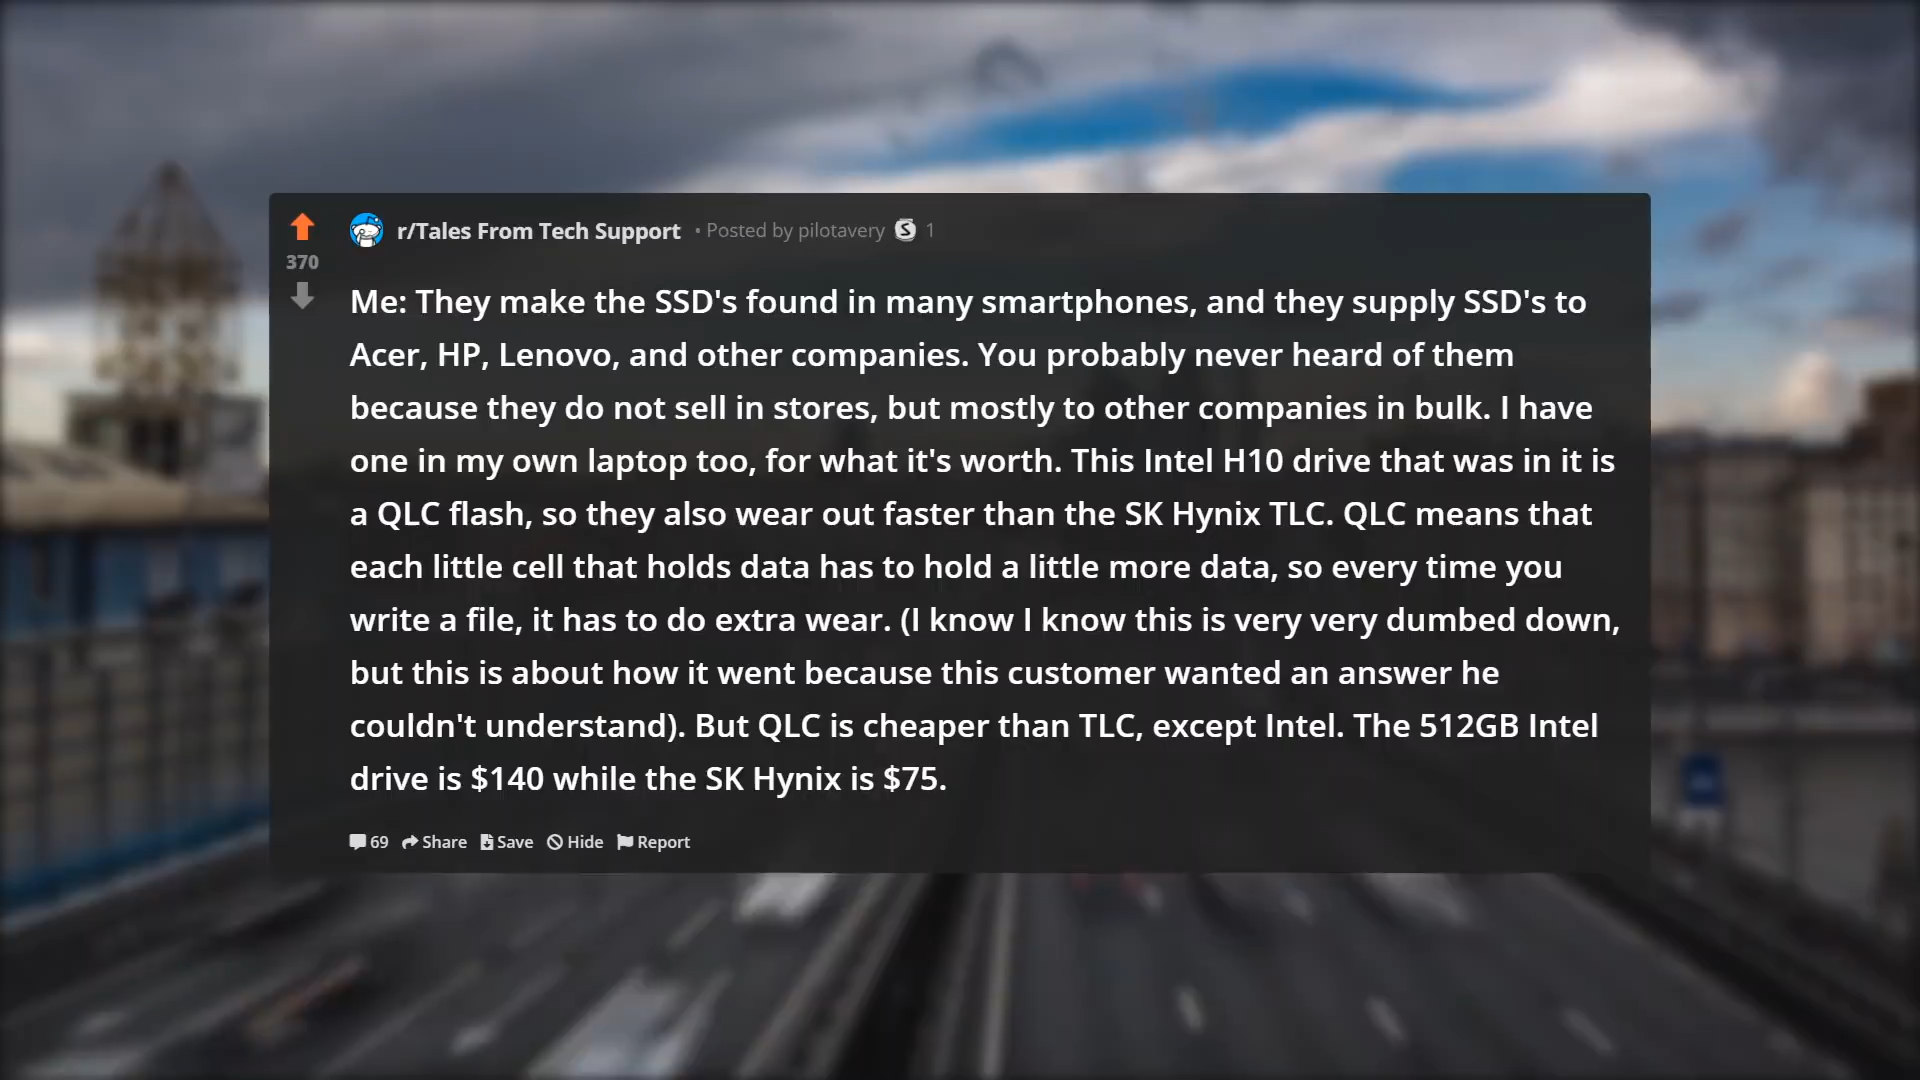 r/Tales From Tech Support • Posted by pilotavery S 1
370
Me: They make the SSD's found in many smartphones, and they supply SSD's to
Acer, HP, Lenovo, and other companies. You probably never heard of them
because they do not sell in stores, but mostly to other companies in bulk. I have
one in my own laptop too, for what it's worth. This Intel H10 drive that was in it is
a QLC flash, so they also wear out faster than the SK Hynix TLC. QLC means that
each little cell that holds data has to hold a little more data, so every time you
write a file, it has to do extra wear. (I know I know this is very very dumbed down,
but this is about how it went because this customer wanted an answer he
couldn't understand). But QLC is cheaper than TLC, except Intel. The 512GB Intel
drive is $140 while the SK Hynix is $75.
69 Share Save Hide Report